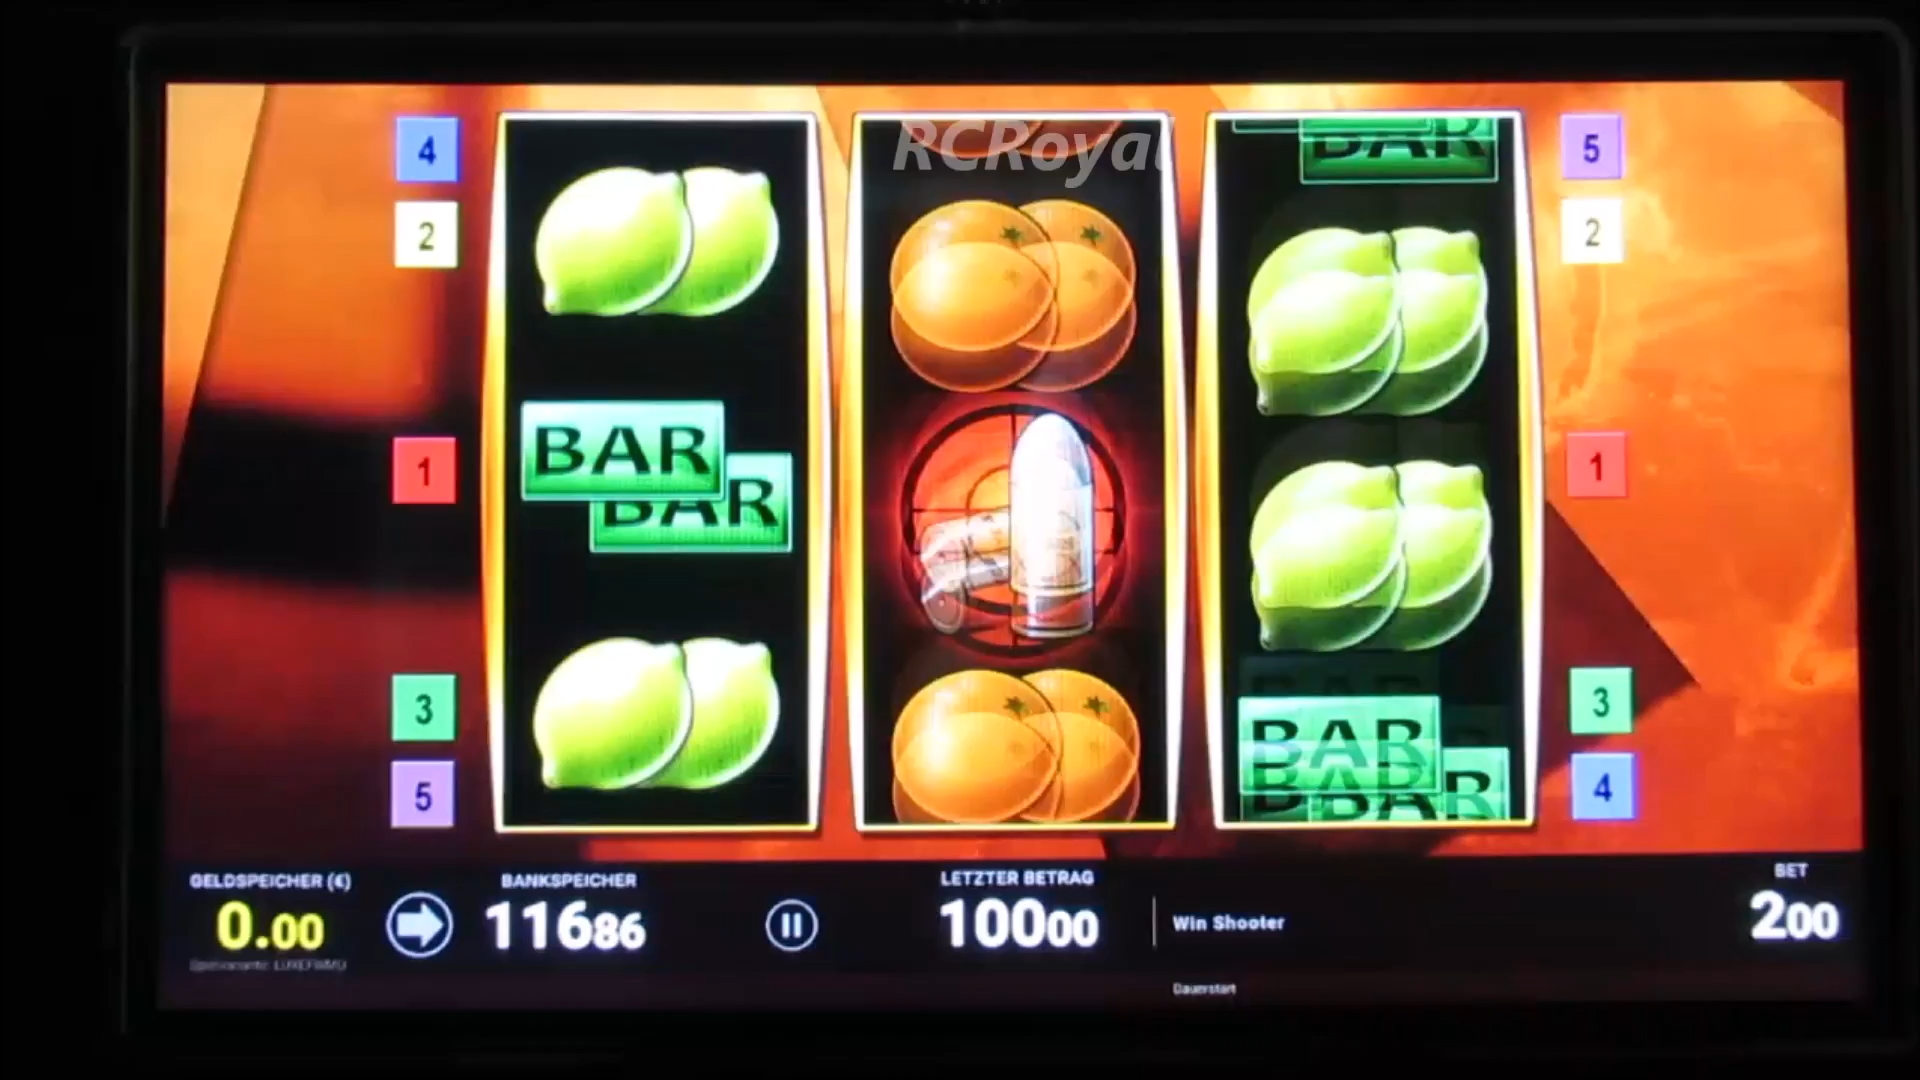 RCRoyal
BAR
4
5
2
2
BAR
BAR
1
1
3
3
BAR
BAR
5
4
GELDSPEICHER (€)
BANKSPEICHER
LETZTER BETRAG
BET
0.00
11686
10000
Win Shooter
200
Dauerstart